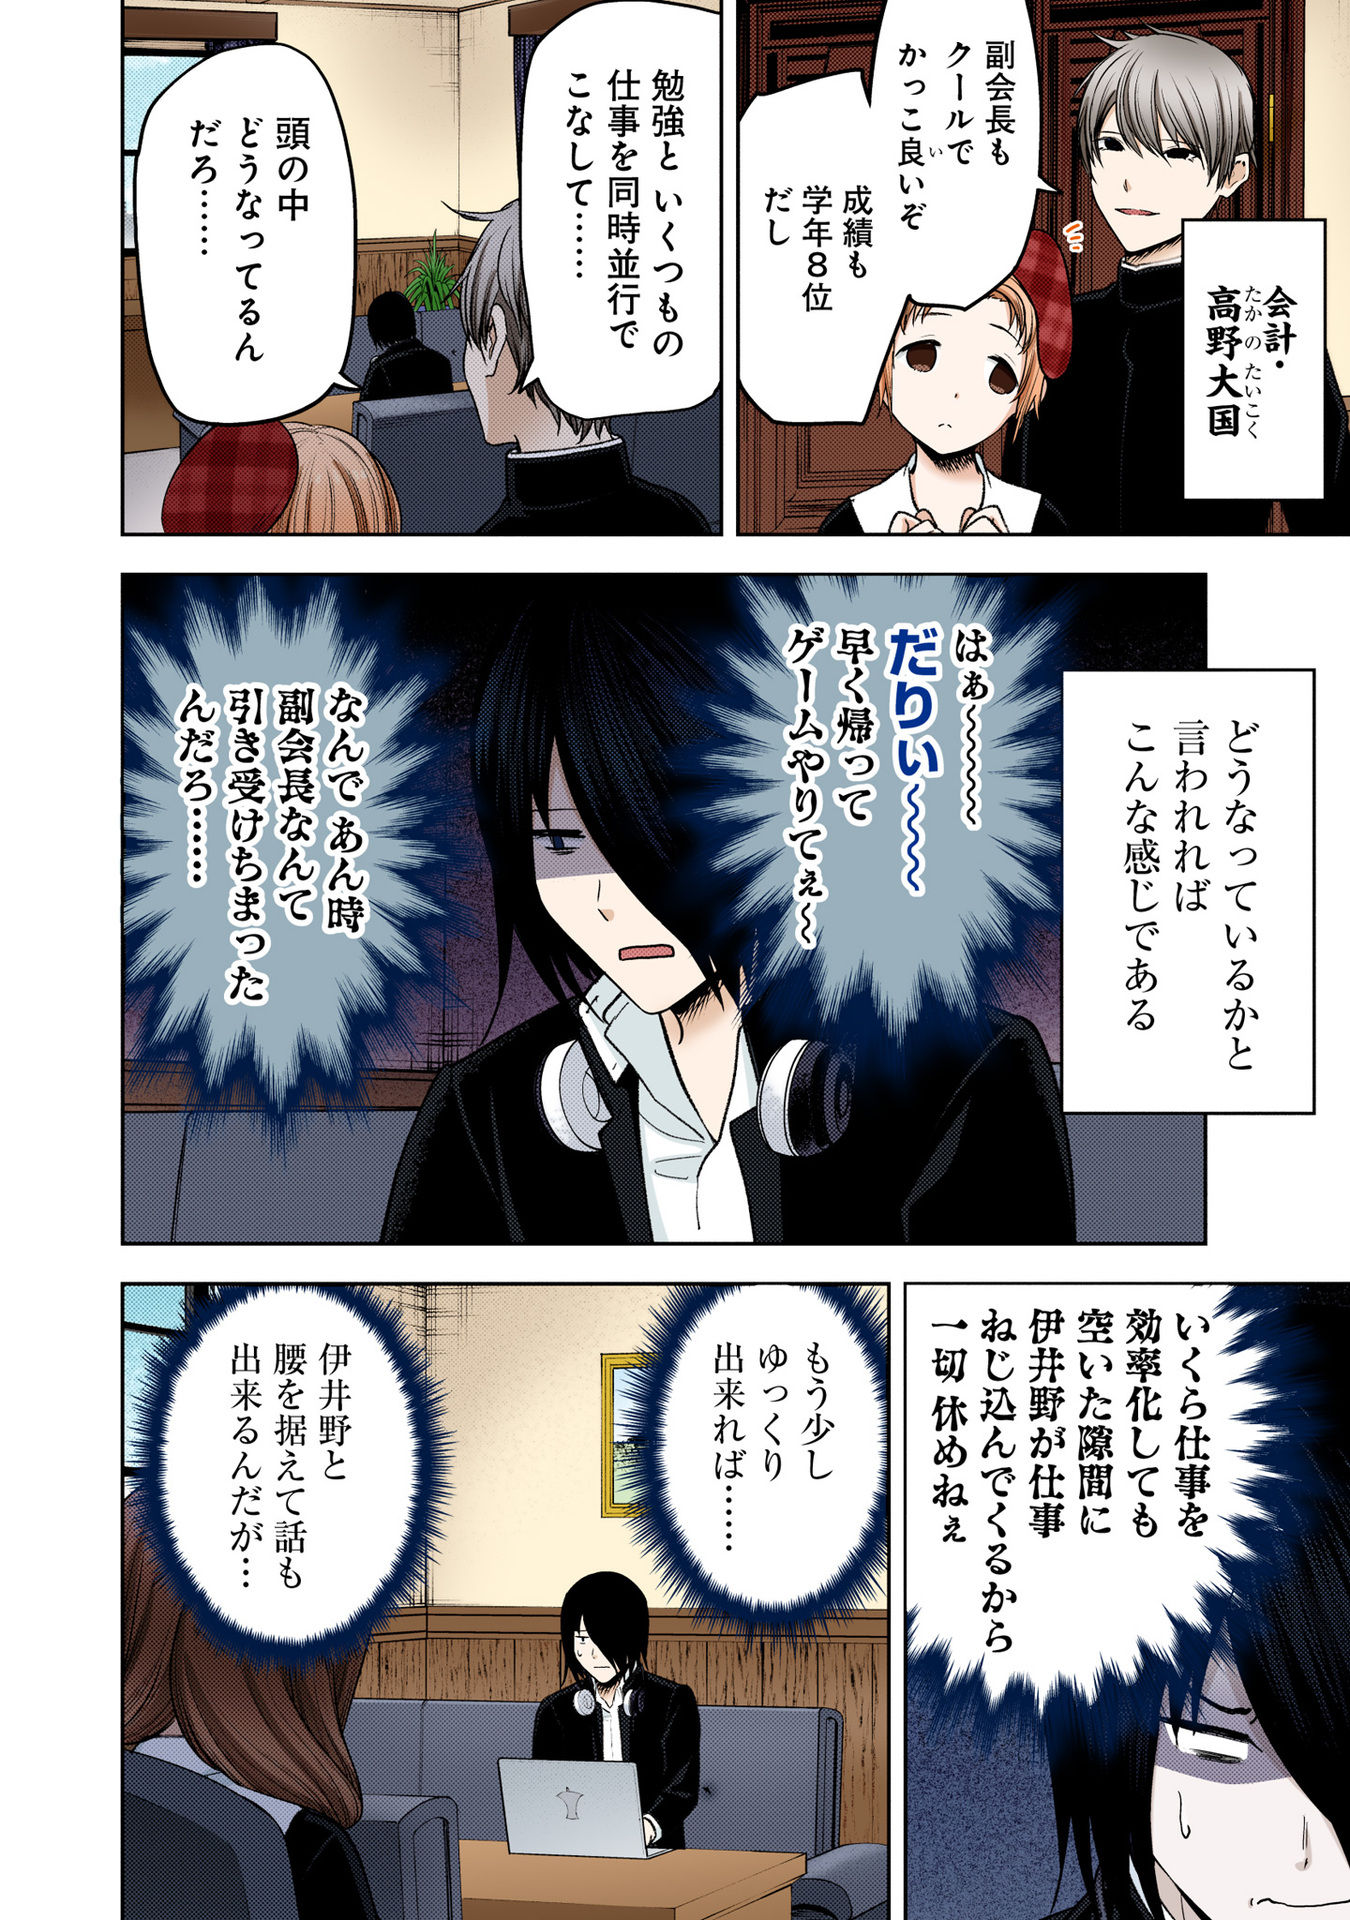 副会長も
クールで
かっこ良いぞ
い
成績も
学年8位
だし
会計・
高野大国
たかのたいこく
勉強と いくつもの
仕事を同時並行で
こなして……
頭の中
どうなってるん
だろ……
どうなっているかと
言われれば
こんな感じである
はぁ〜〜〜〜
だりぃ〜〜〜〜
早く帰って
ゲームやりてぇ〜〜
なんで あん時
副会長なんて
引き受けちまった
んだろ……
いくら仕事を
効率化しても
空いた隙間に
伊井野が仕事
ねじ込んでくるから
一切 休めねぇ
もう少し
ゆっくり
出来れば……
伊井野と
腰を据えて話も
出来るんだが…